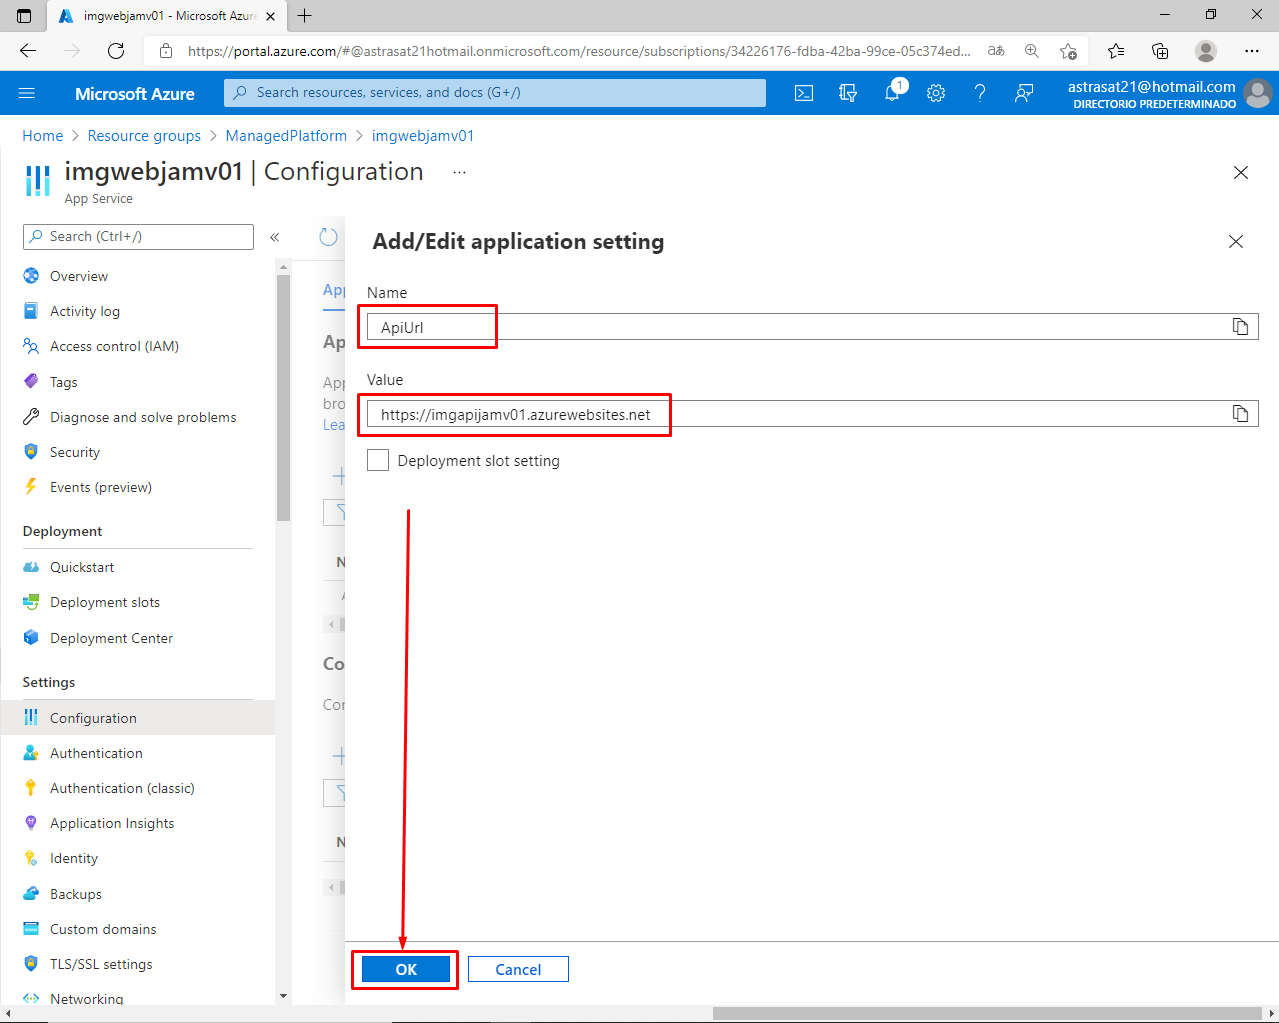 imgwebjamv01 - Microsoft Azure
https://portal.azure.com/#@astrasat21hotmail.onmicrosoft.com/resource/subscriptions/34226176-fdba-42ba-99ce-05c374ed...
Microsoft Azure
Search resources, services, and docs (G+/)
1
astrasat21@hotmail.com
DIRECTORIO PREDETERMINADO
Home > Resource groups > ManagedPlatform > imgwebjamv01
imgwebjamv01 | Configuration ...
App Service
Search (Ctrl+/)
Overview
Activity log
Access control (IAM)
Tags
Diagnose and solve problems
Security
Events (preview)
Deployment
Quickstart
Deployment slots
Deployment Center
Settings
Configuration
Authentication
Authentication (classic)
Application Insights
Identity
Backups
Custom domains
TLS/SSL settings
Networking
App
Ap
App
bro
Lea
N
Co
Con
N
Add/Edit application setting
Name
ApiUrl
Value
https://imgapijamv01.azurewebsites.net
Deployment slot setting
OK
Cancel